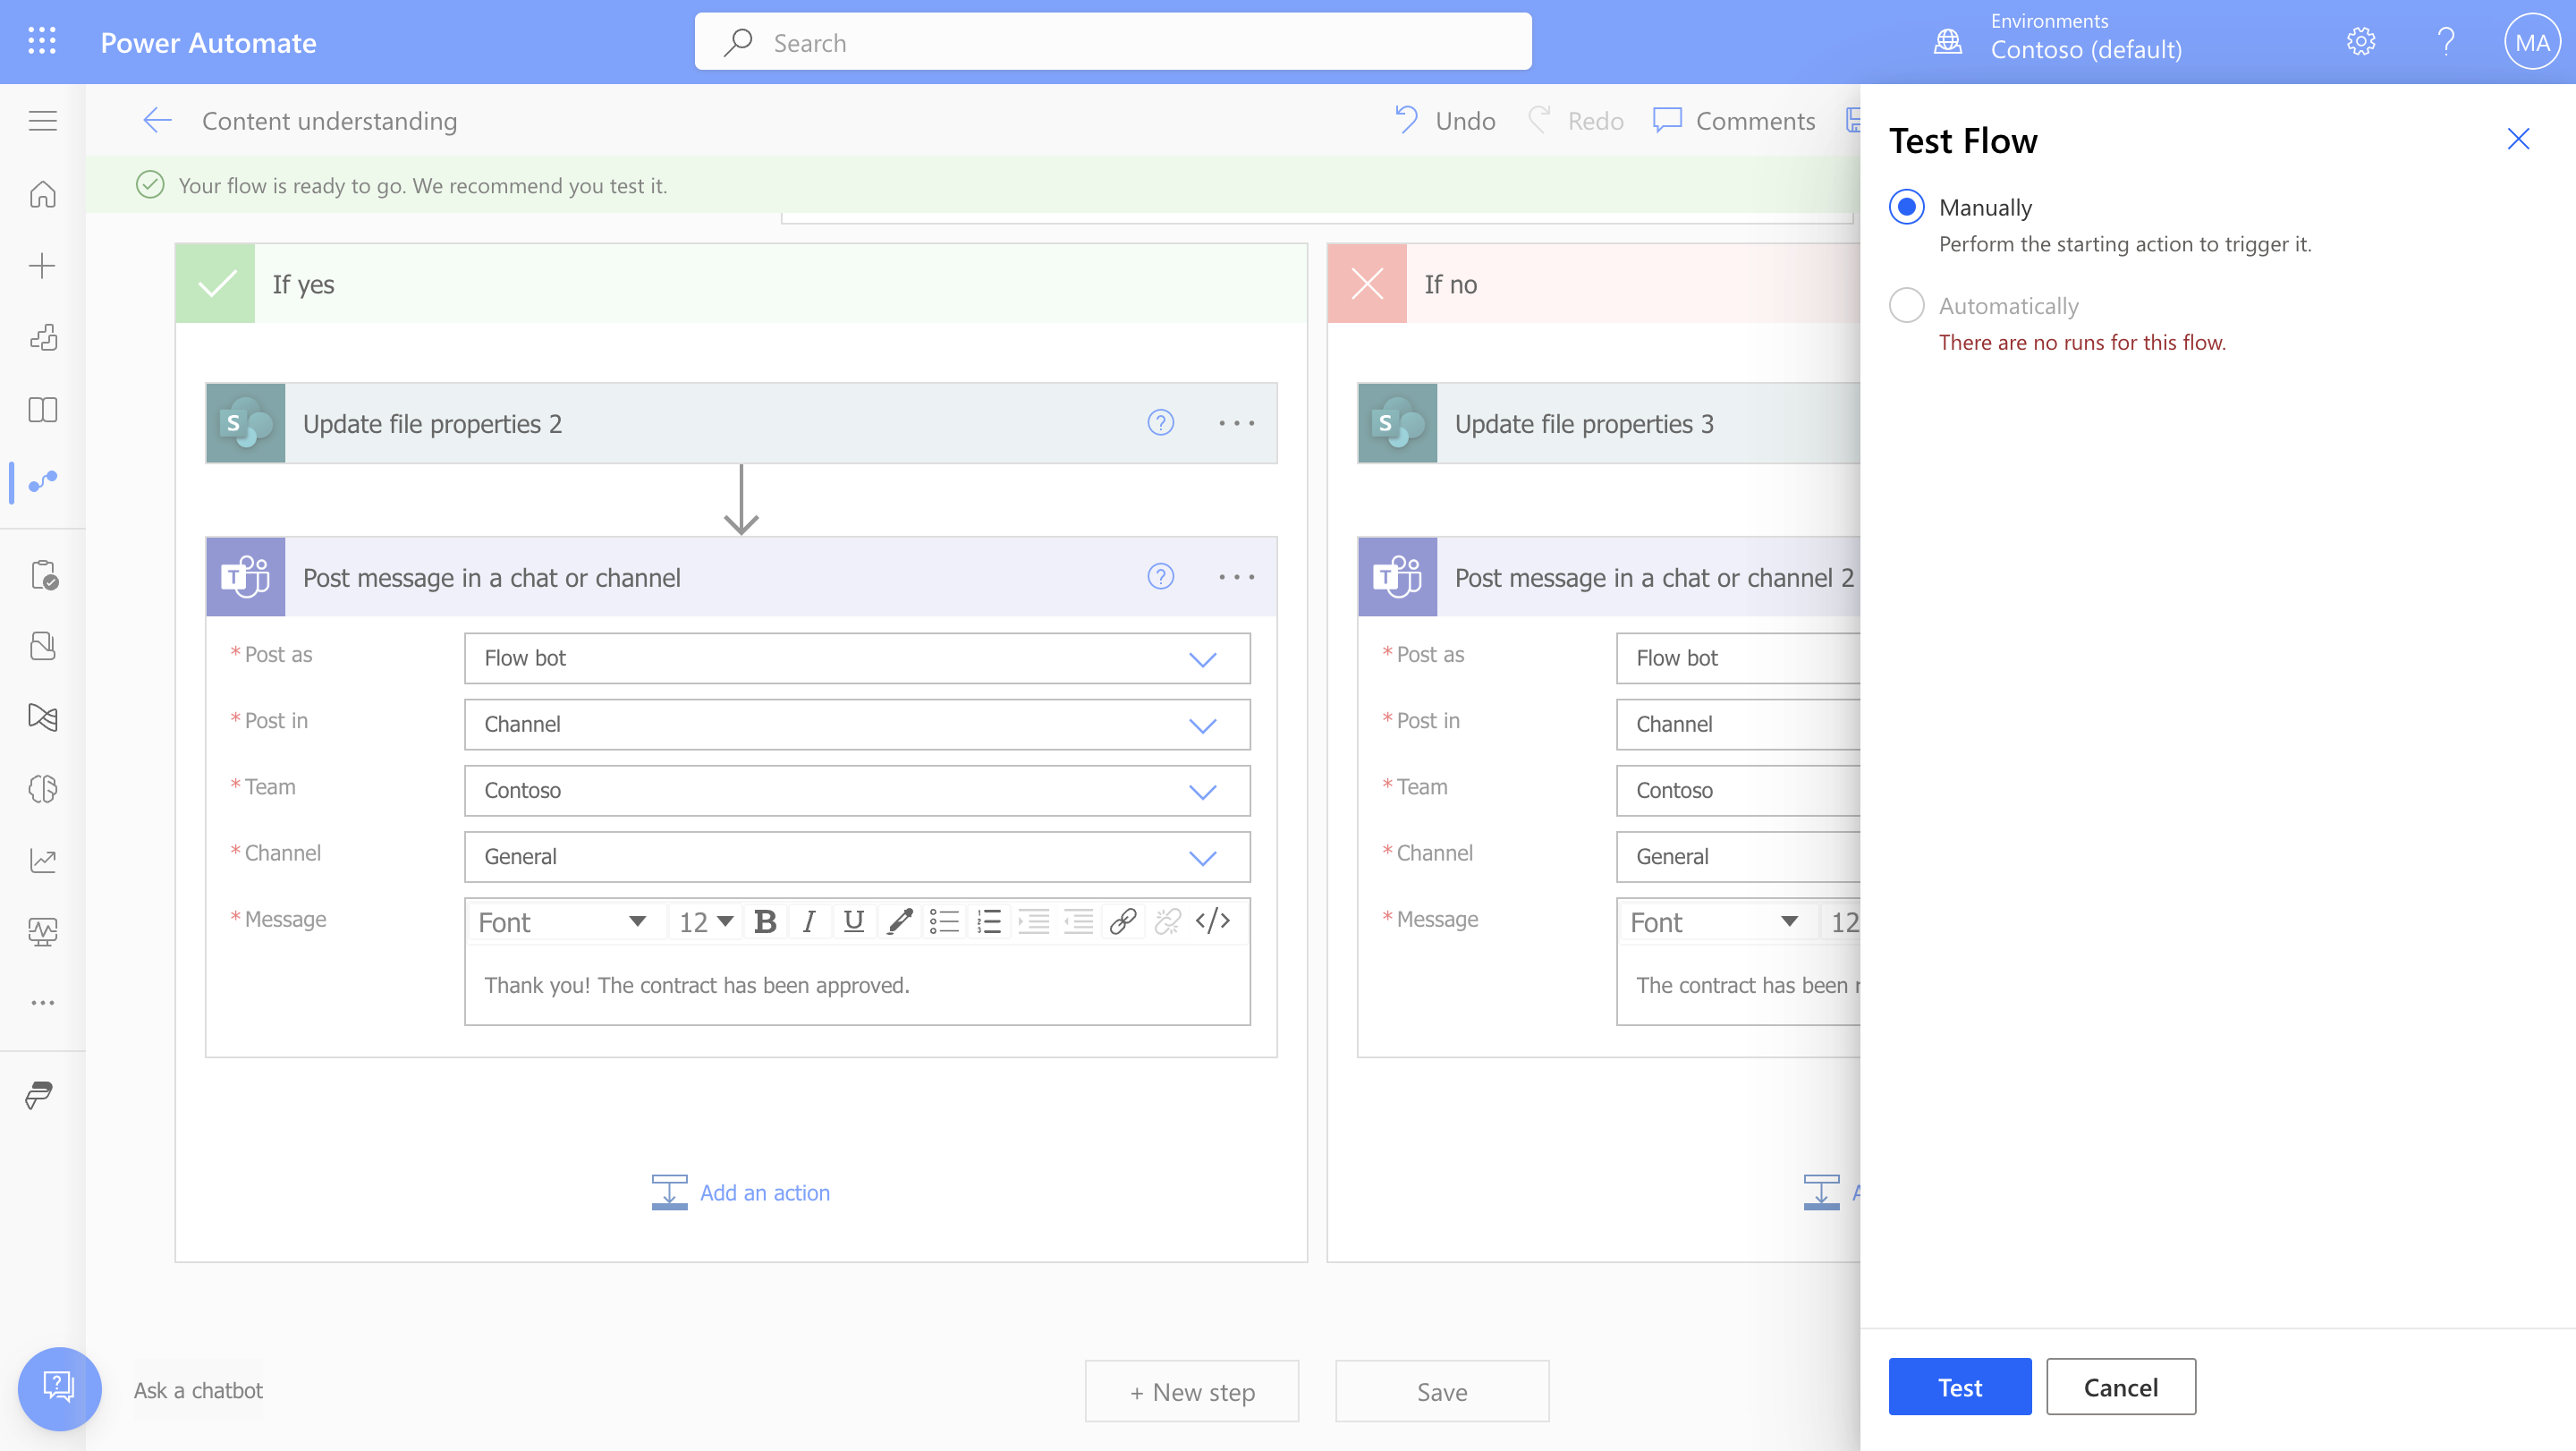 Power Automate
Search
Environments
Contoso (default)
MA
Content understanding
Undo
Redo
Comments
Your flow is ready to go. We recommend you test it.
If yes
S
Update file properties 2
?
T
Post message in a chat or channel
?
* Post as
Flow bot
* Post in
Channel
* Team
Contoso
* Channel
General
* Message
Font
12
B
I
U
Thank you! The contract has been approved.
Add an action
If no
S
Update file properties 3
T
Post message in a chat or channel 2
* Post as
Flow bot
* Post in
Channel
* Team
Contoso
* Channel
General
* Message
Font
12
The contract has been
Ask a chatbot
+ New step
Save
Test Flow
Manually
Perform the starting action to trigger it.
Automatically
There are no runs for this flow.
Test
Cancel